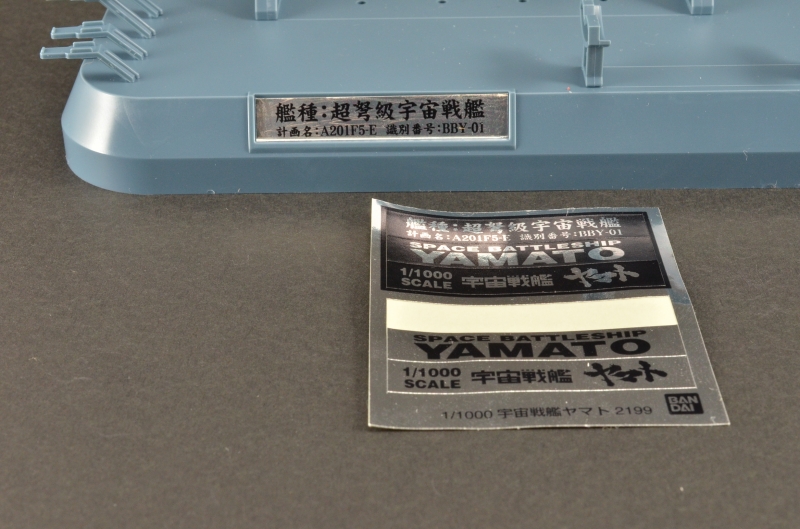 艦種:超弩級宇宙戦艦
計画名:A201F5-E 識別番号:BBY-01
艦種:超弩級宇宙戦艦
計画名:A201F5-E 識別番号:BBY-01
SPACE BATTLESHIP
YAMATO
1/1000 SCALE 宇宙戦艦 ヤマト
SPACE BATTLESHIP
YAMATO
1/1000 SCALE 宇宙戦艦 ヤマト
1/1000 宇宙戦艦ヤマト 2199
BANDAI